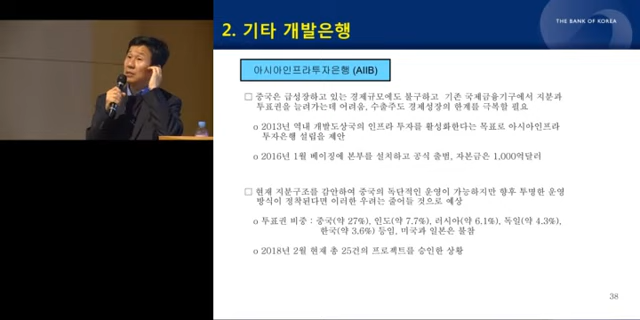 THE BANK OF KOREA
2. 기타 개발은행
아시아인프라투자은행 (AIIB)
□ 중국은 급성장하고 있는 경제규모에도 불구하고 기존 국제금융기구에서 지분과
투표권을 늘려가는데 어려움, 수출주도 경제성장의 한계를 극복할 필요
o 2013년 역내 개발도상국의 인프라 투자를 활성화한다는 목표로 아시아인프라
투자은행 설립을 제안
o 2016년 1월 베이징에 본부를 설치하고 공식 출범, 자본금은 1,000억달러
□ 현재 지분구조를 감안하여 중국의 독단적인 운영이 가능하지만 향후 투명한 운영
방식이 정착된다면 이러한 우려는 줄어들 것으로 예상
o 투표권 비중 : 중국(약 27%), 인도(약 7.7%), 러시아(약 6.1%), 독일(약 4.3%),
한국(약 3.6%) 등임, 미국과 일본은 불참
o 2018년 2월 현재 총 25건의 프로젝트를 승인한 상황
38